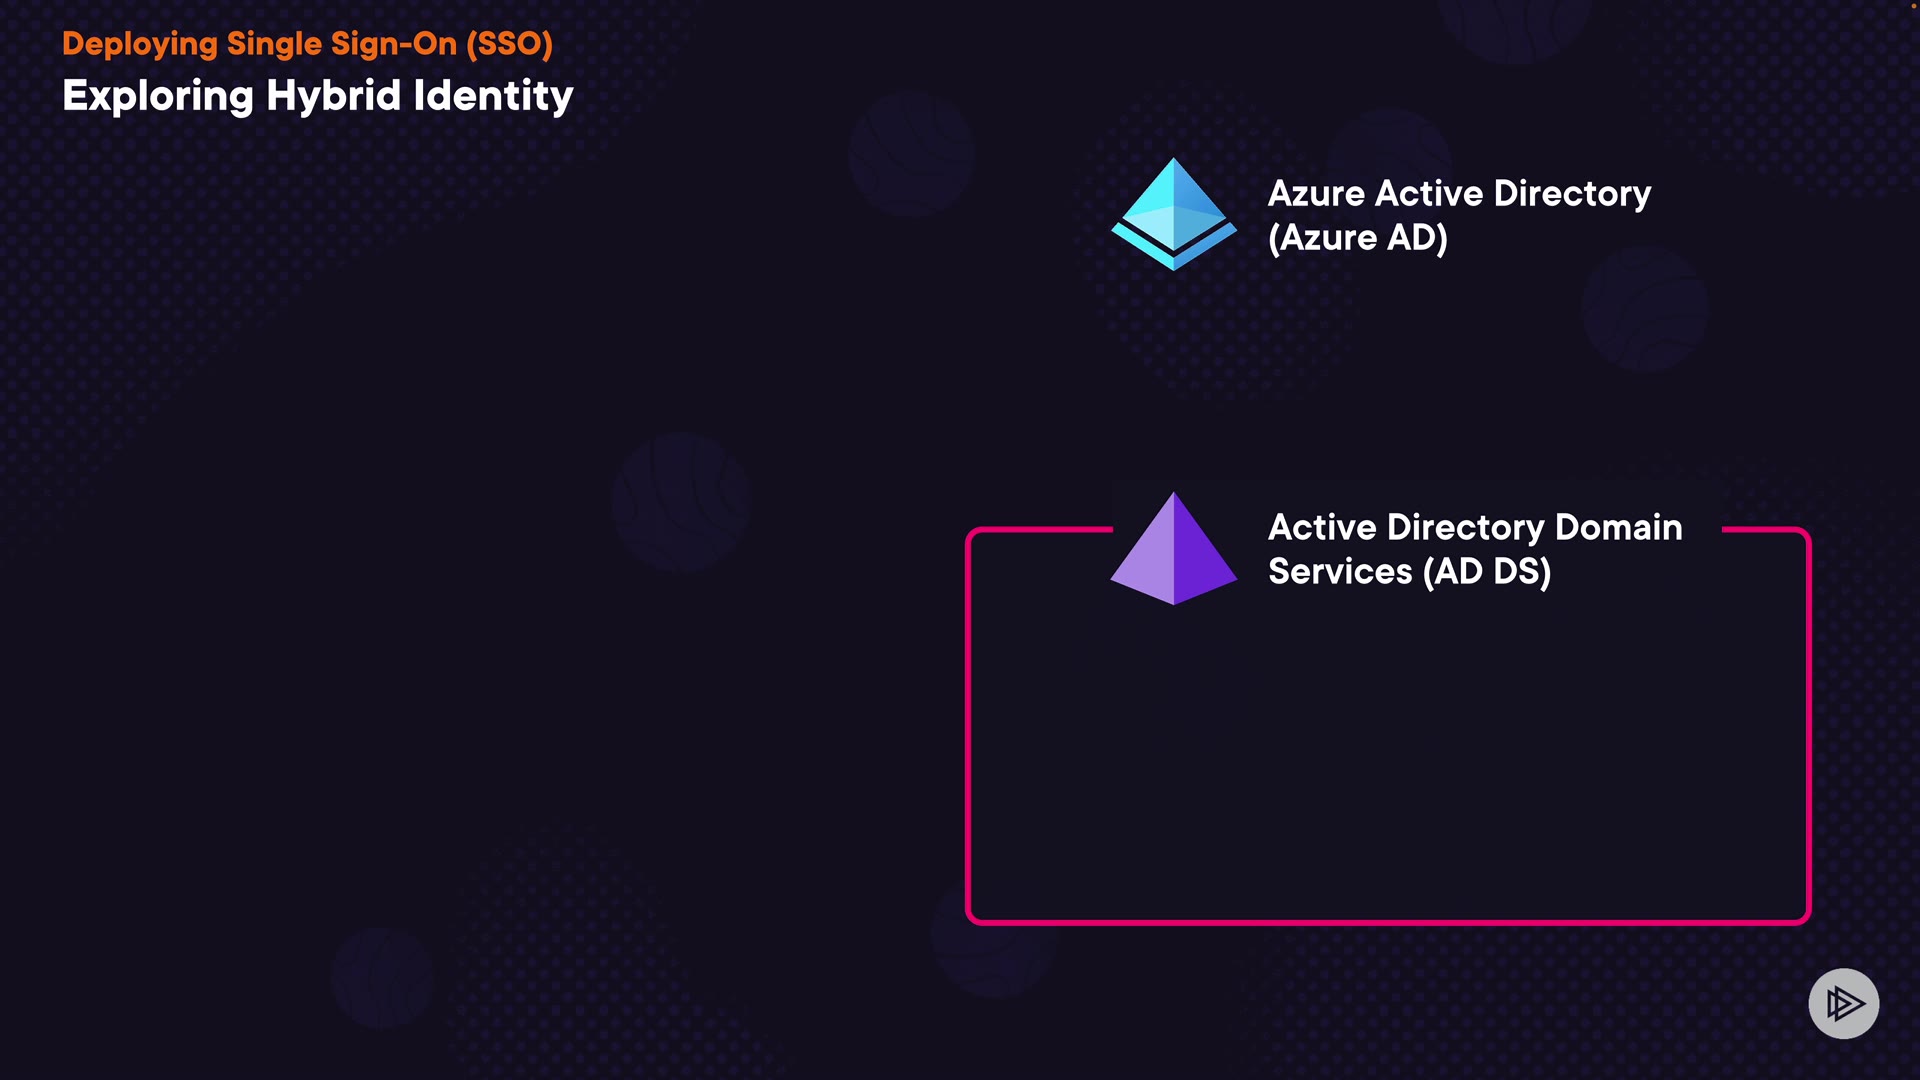 Deploying Single Sign-On (SSO)
Exploring Hybrid Identity
Azure Active Directory
(Azure AD)
Active Directory Domain
Services (AD DS)